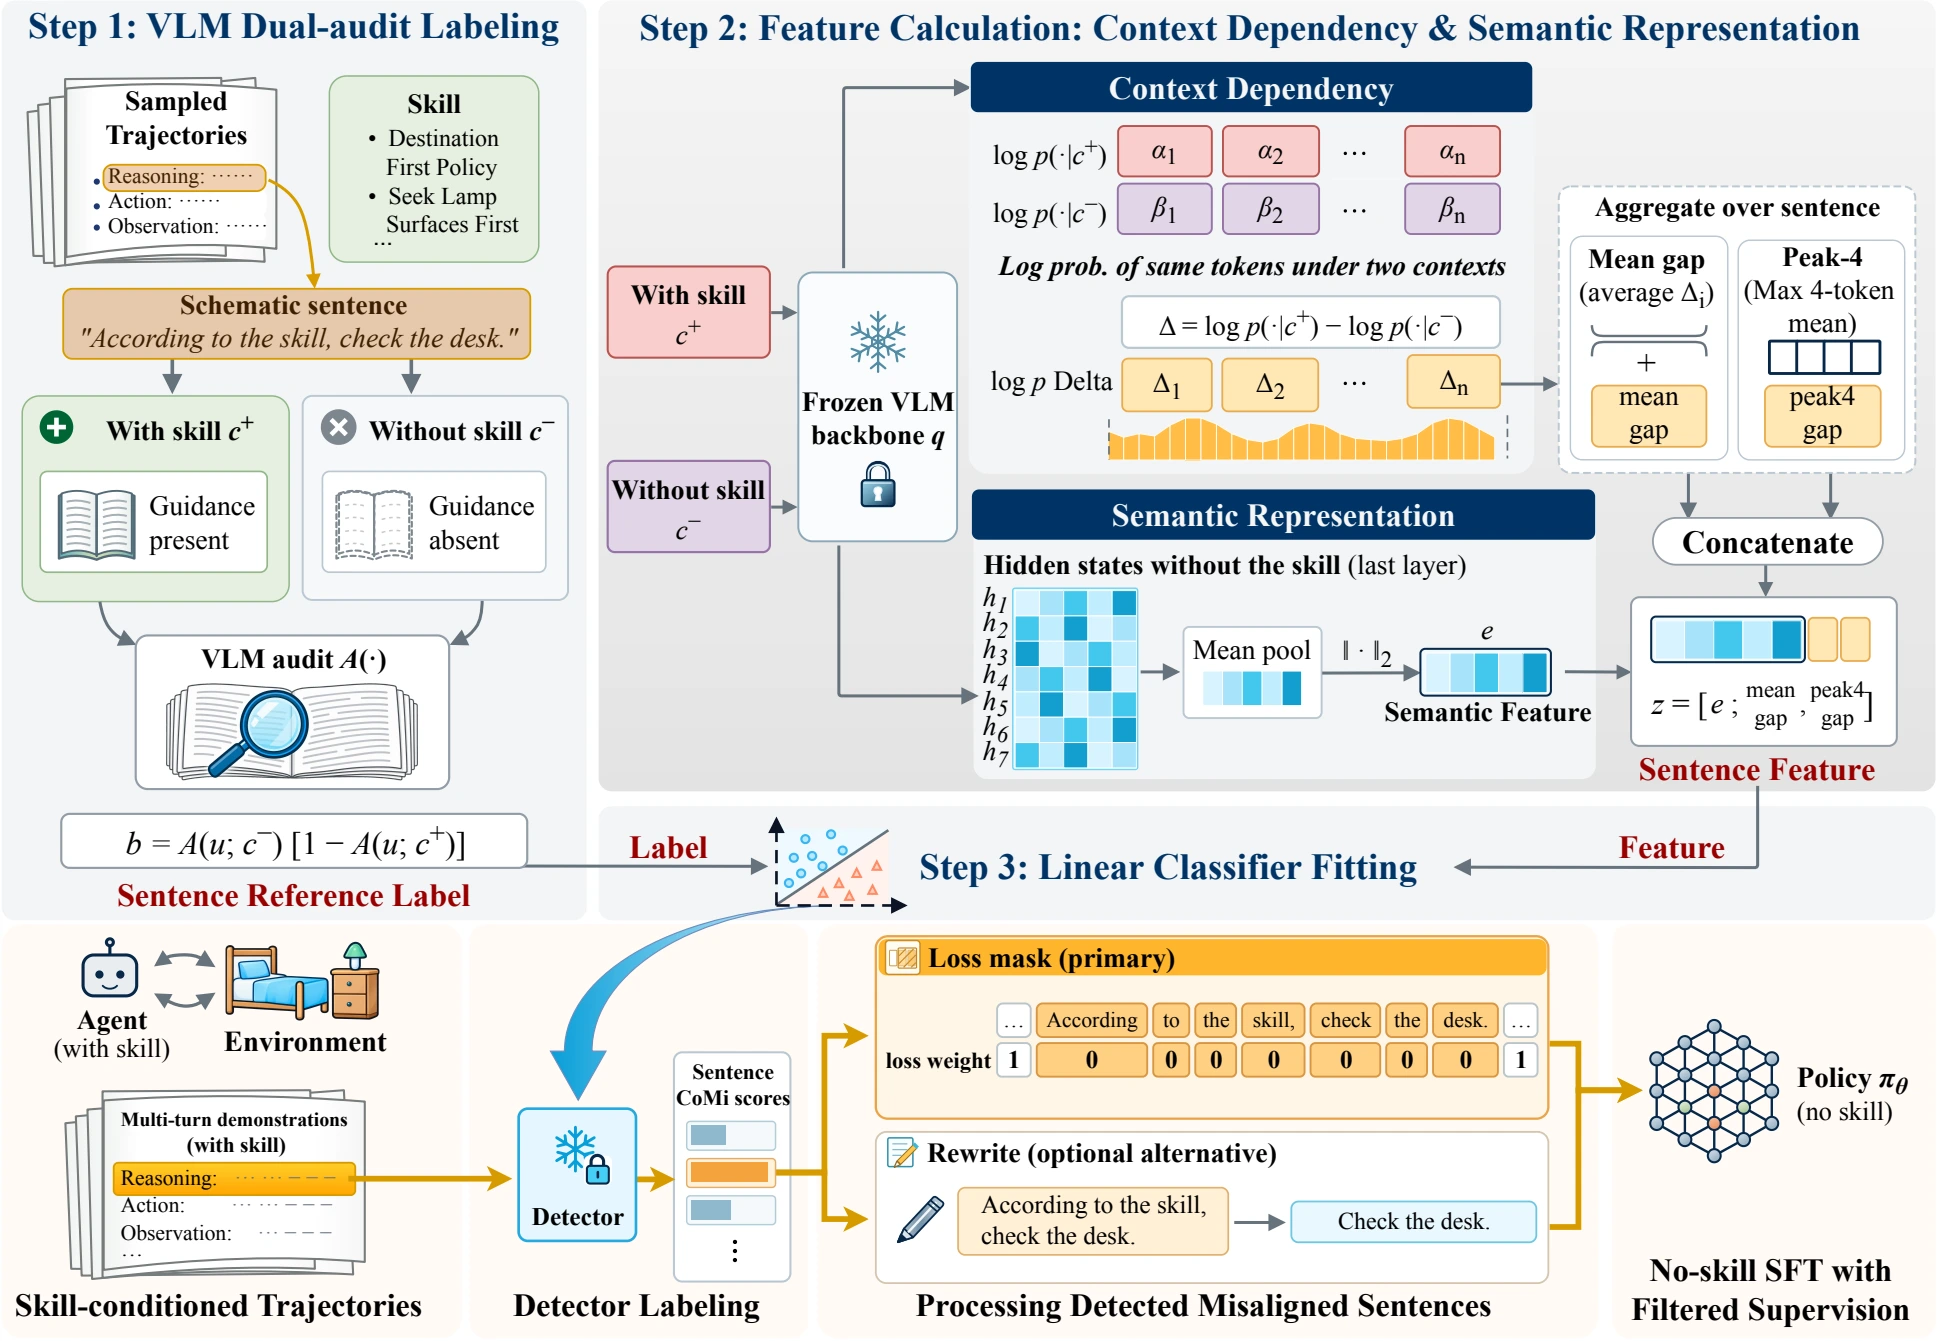 Step 1: VLM Dual-audit Labeling
Sampled
Trajectories
• Reasoning: ······
• Action: ······
• Observation: ······
Skill
• Destination
First Policy
• Seek Lamp
Surfaces First
...
Schematic sentence
"According to the skill, check the desk."
With skill c⁺
Guidance
present
Without skill c⁻
Guidance
absent
VLM audit A(·)
b = A(u; c⁻) [1 − A(u; c⁺)]
Sentence Reference Label
Step 2: Feature Calculation: Context Dependency & Semantic Representation
With skill
c⁺
Without skill
c⁻
Frozen VLM
backbone q
Context Dependency
log p(·|c⁺) α₁ α₂ ··· αₙ
log p(·|c⁻) β₁ β₂ ··· βₙ
Log prob. of same tokens under two contexts
Δ = log p(·|c⁺) − log p(·|c⁻)
log p Delta Δ₁ Δ₂ ··· Δₙ
Aggregate over sentence
Mean gap
(average Δᵢ)
+
mean
gap
Peak-4
(Max 4-token
mean)
peak4
gap
Concatenate
Semantic Representation
Hidden states without the skill (last layer)
h₁
h₂
h₃
h₄
h₅
h₆
h₇
Mean pool
‖ · ‖₂
e
Semantic Feature
z = [ e ; mean gap , peak4 gap ]
Sentence Feature
Label
Step 3: Linear Classifier Fitting
Feature
Agent
(with skill)
Environment
Multi-turn demonstrations
(with skill)
Reasoning: ··· ··· – – –
Action: ··· ··· – – –
Observation: ··· – – –
...
Skill-conditioned Trajectories
Detector
Sentence
CoMi scores
⋮
Detector Labeling
Loss mask (primary)
... According to the skill, check the desk. ...
loss weight 1 0 0 0 0 0 0 0 1
Rewrite (optional alternative)
According to the skill,
check the desk.
Check the desk.
Processing Detected Misaligned Sentences
Policy π_θ
(no skill)
No-skill SFT with
Filtered Supervision